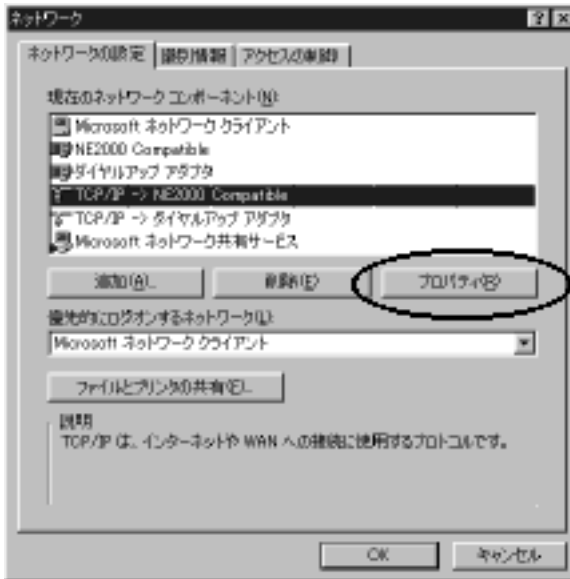 ネットワーク
ネットワークの設定 識別情報 アクセスの制御
現在のネットワーク コンポーネント(N):
Microsoft ネットワーク クライアント
NE2000 Compatible
ダイヤルアップ アダプタ
TCP/IP -> NE2000 Compatible
TCP/IP -> ダイヤルアップ アダプタ
Microsoft ネットワーク共有サービス
追加(A)... 削除(E) プロパティ(R)
優先的にログオンするネットワーク(L):
Microsoft ネットワーク クライアント
ファイルとプリンタの共有(F)...
説明
TCP/IP は、インターネットや WAN への接続に使用するプロトコルです。
OK キャンセル